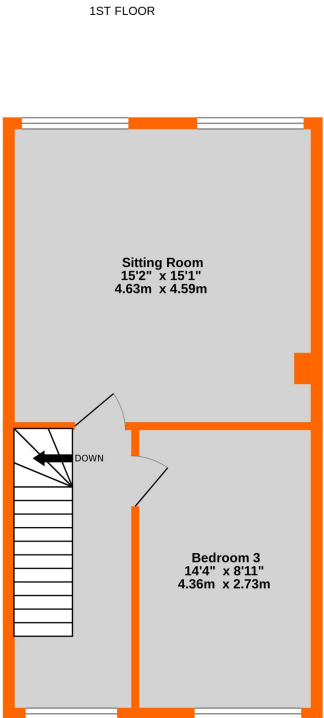 1ST FLOOR
Sitting Room
15'2" x 15'1"
4.63m x 4.59m
DOWN
Bedroom 3
14'4" x 8'11"
4.36m x 2.73m